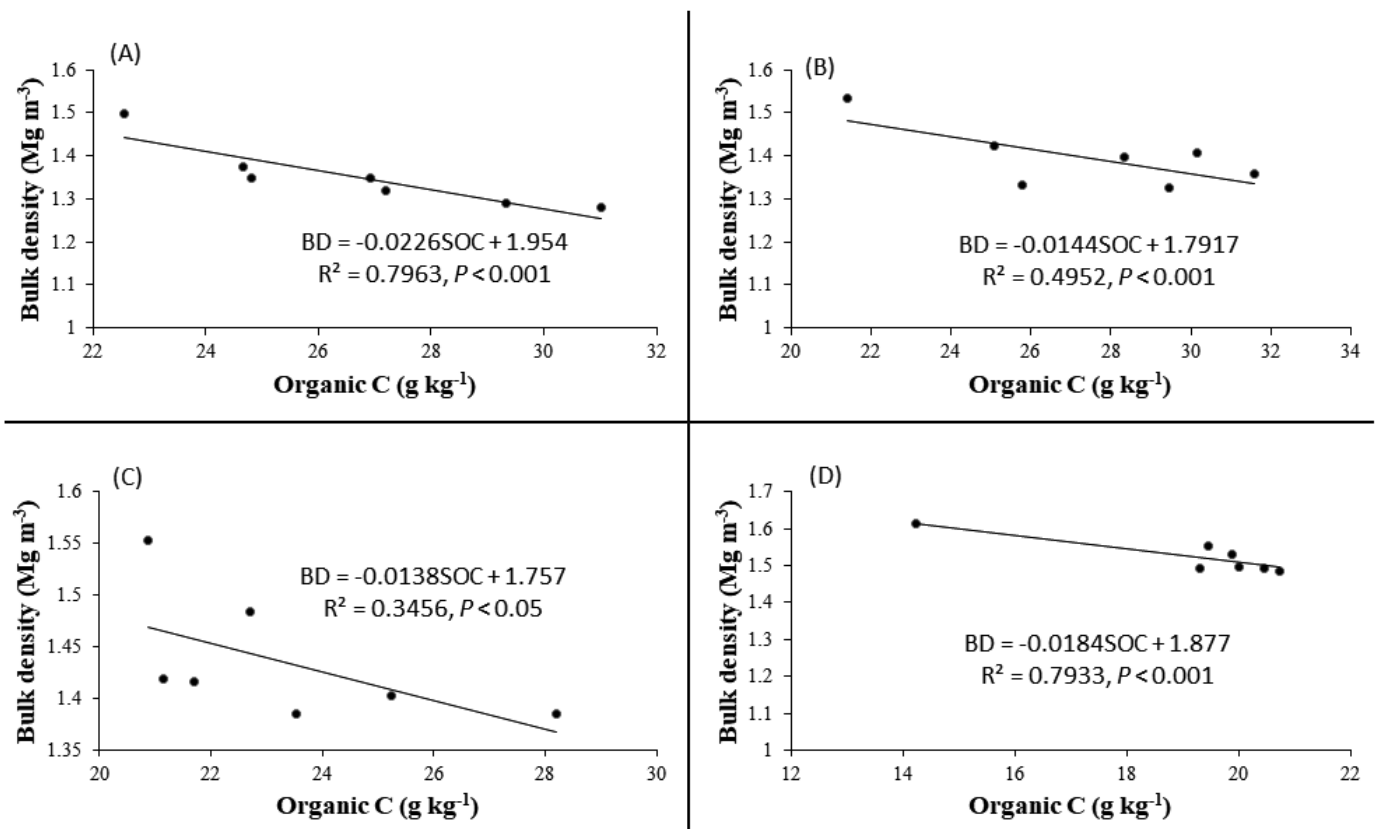 (A)
Bulk density (Mg m⁻³)
1.6
1.5
1.4
1.3
1.2
1.1
1
BD = -0.0226SOC + 1.954
R² = 0.7963, P < 0.001
22 24 26 28 30 32
Organic C (g kg⁻¹)
(B)
Bulk density (Mg m⁻³)
1.6
1.5
1.4
1.3
1.2
1.1
1
BD = -0.0144SOC + 1.7917
R² = 0.4952, P < 0.001
20 22 24 26 28 30 32 34
Organic C (g kg⁻¹)
(C)
Bulk density (Mg m⁻³)
1.6
1.55
1.5
1.45
1.4
1.35
BD = -0.0138SOC + 1.757
R² = 0.3456, P < 0.05
20 22 24 26 28 30
Organic C (g kg⁻¹)
(D)
Bulk density (Mg m⁻³)
1.7
1.6
1.5
1.4
1.3
1.2
1.1
1
BD = -0.0184SOC + 1.877
R² = 0.7933, P < 0.001
12 14 16 18 20 22
Organic C (g kg⁻¹)